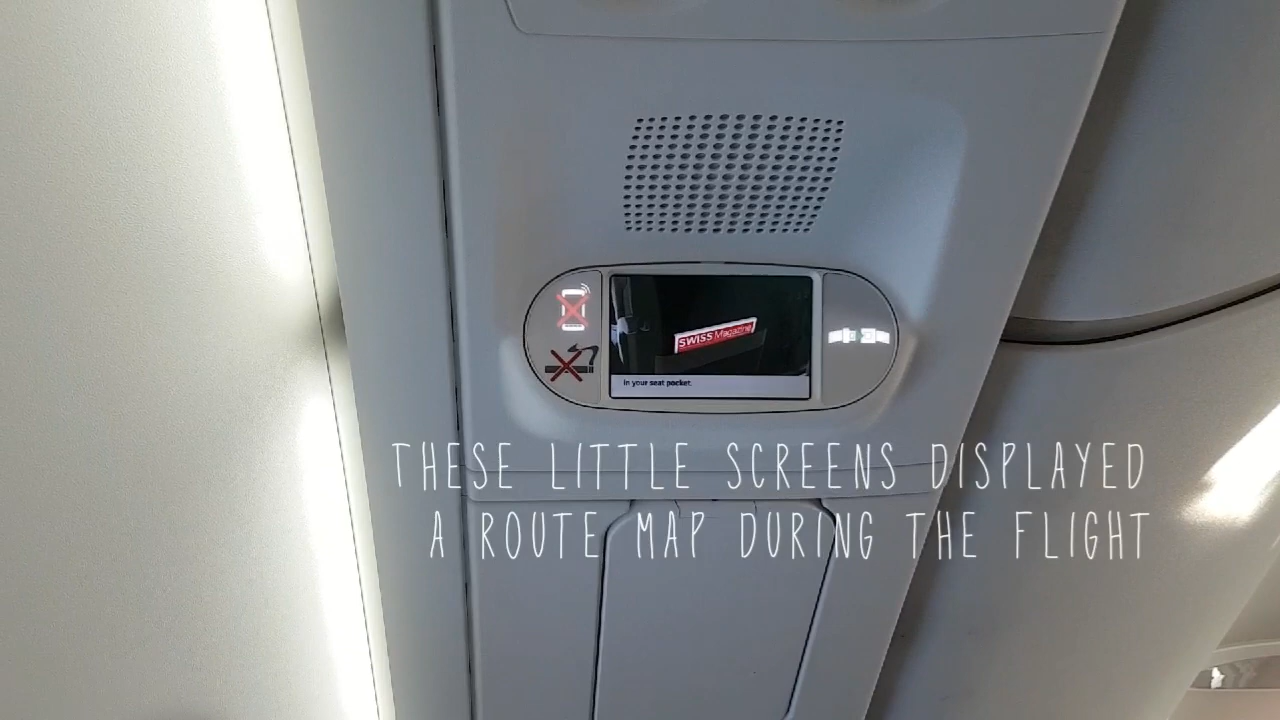 SWISS Magazine
In your seat pocket.
THESE LITTLE SCREENS DISPLAYED
A ROUTE MAP DURING THE FLIGHT